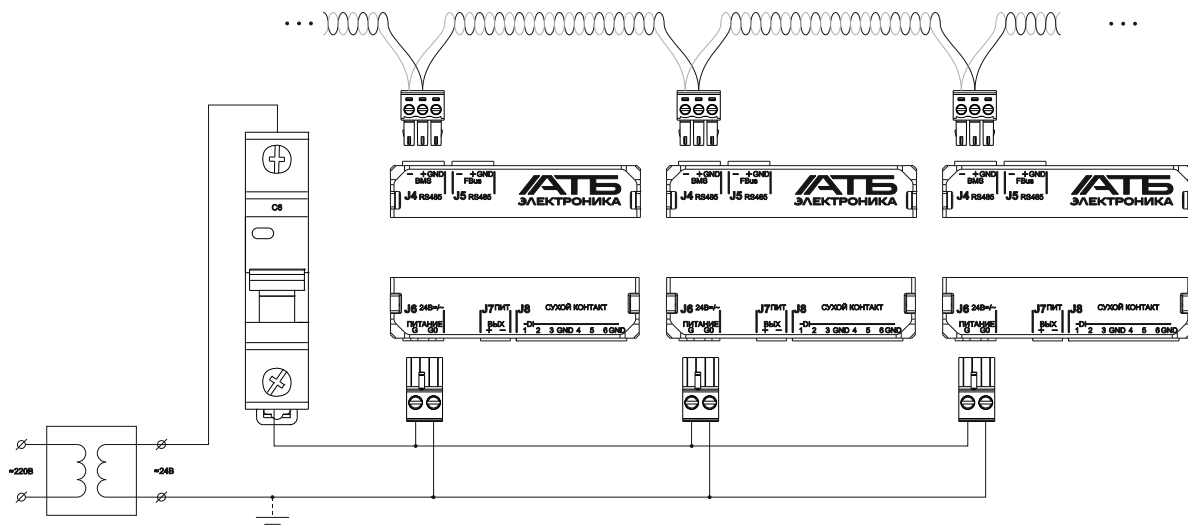 C6
− +GND
BMS
J4 RS485
− +GND
FBus
J5 RS485
АТБ
ЭЛЕКТРОНИКА
− +GND
BMS
J4 RS485
− +GND
FBus
J5 RS485
АТБ
ЭЛЕКТРОНИКА
− +GND
BMS
J4 RS485
− +GND
FBus
J5 RS485
АТБ
ЭЛЕКТРОНИКА
J6 24В=/~
ПИТАНИЕ
G G0
J7 ПИТ
ВЫХ
+ −
J8 СУХОЙ КОНТАКТ
-DI-
1 2 3 GND 4 5 6 GND
J6 24В=/~
ПИТАНИЕ
G G0
J7 ПИТ
ВЫХ
+ −
J8 СУХОЙ КОНТАКТ
-DI-
1 2 3 GND 4 5 6 GND
J6 24В=/~
ПИТАНИЕ
G G0
J7 ПИТ
ВЫХ
+ −
J8 СУХОЙ КОНТАКТ
-DI-
1 2 3 GND 4 5 6 GND
≈220В
≈24В